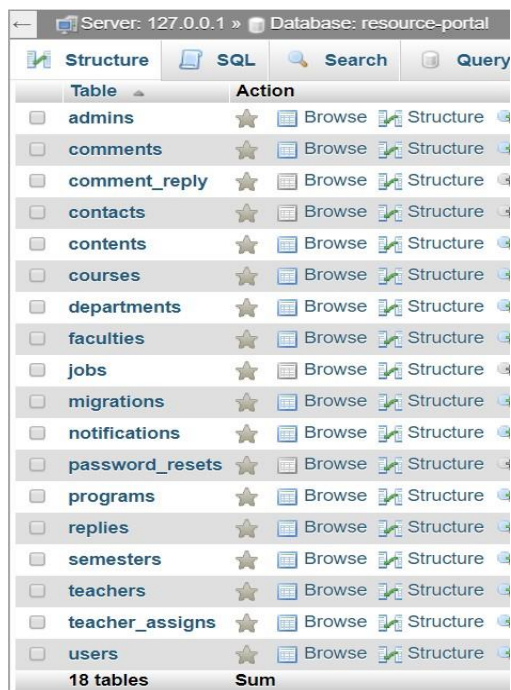 Server: 127.0.0.1 » Database: resource-portal
Structure SQL Search Query
Table Action
admins Browse Structure
comments Browse Structure
comment_reply Browse Structure
contacts Browse Structure
contents Browse Structure
courses Browse Structure
departments Browse Structure
faculties Browse Structure
jobs Browse Structure
migrations Browse Structure
notifications Browse Structure
password_resets Browse Structure
programs Browse Structure
replies Browse Structure
semesters Browse Structure
teachers Browse Structure
teacher_assigns Browse Structure
users Browse Structure
18 tables Sum